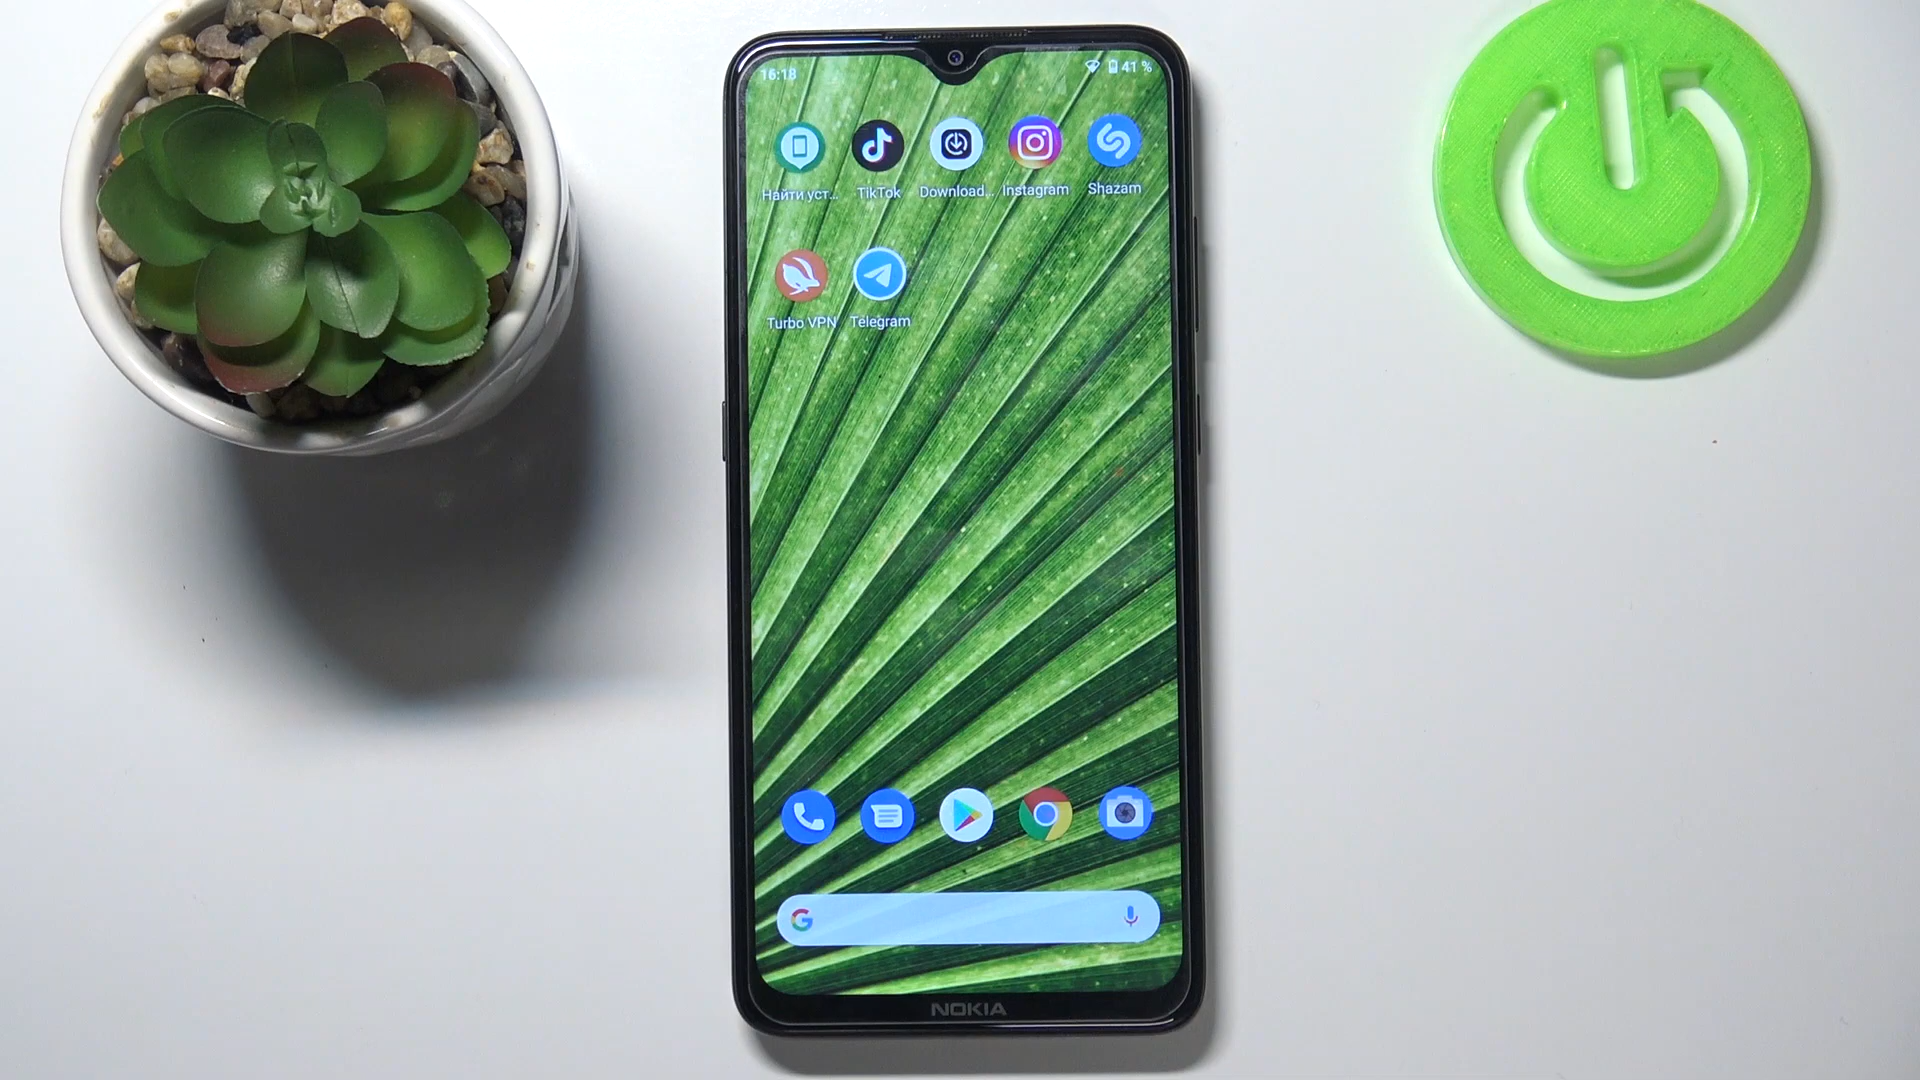 16:18 41 %
Найти уст... TikTok Download... Instagram Shazam
Turbo VPN Telegram
NOKIA